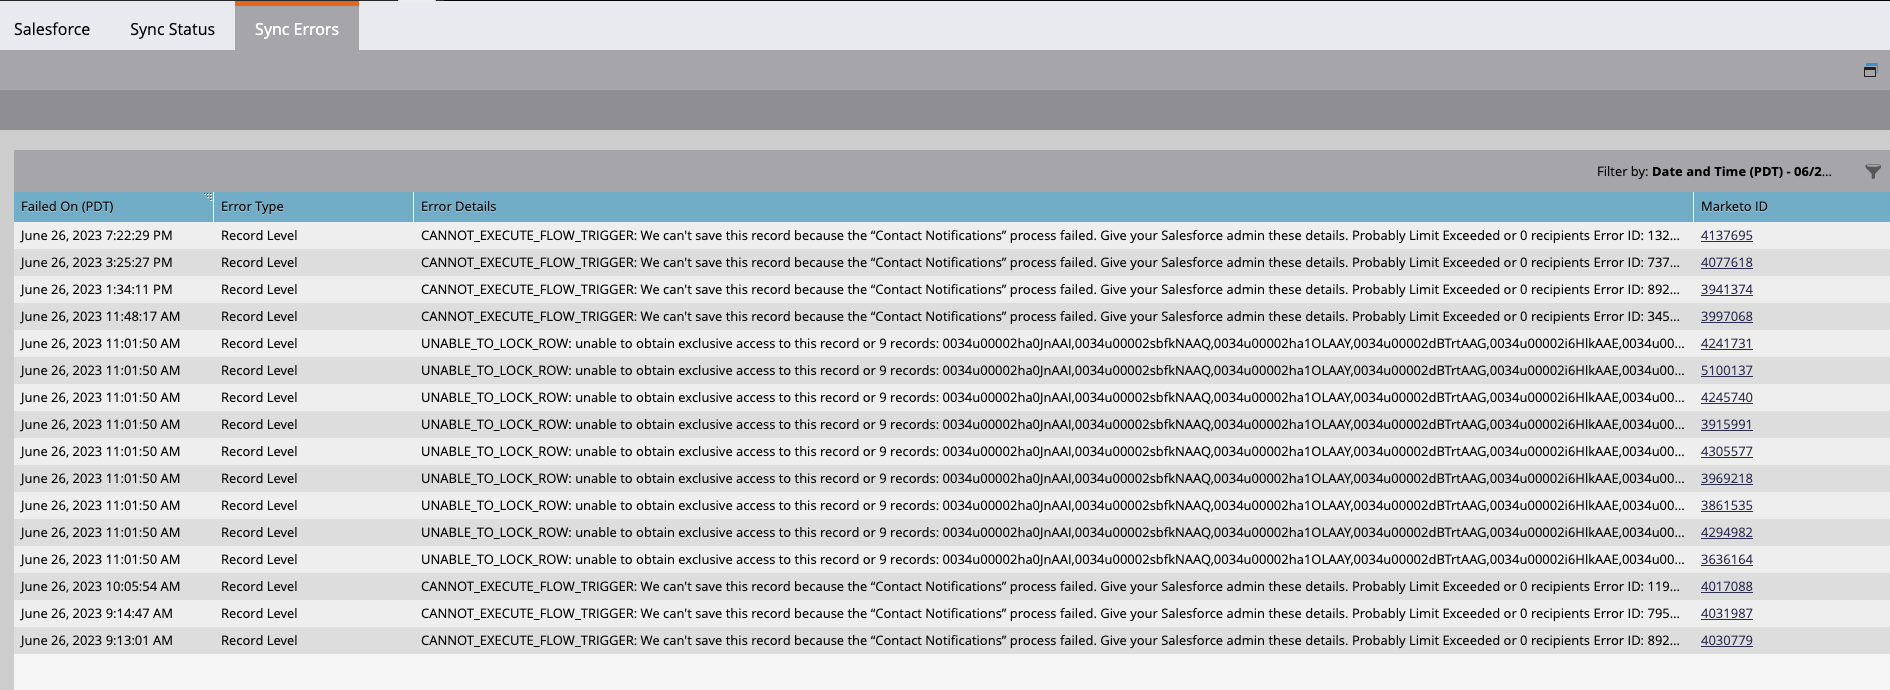 Salesforce Sync Status Sync Errors
Filter by: Date and Time (PDT) - 06/2...
Failed On (PDT) Error Type Error Details Marketo ID
June 26, 2023 7:22:29 PM Record Level CANNOT_EXECUTE_FLOW_TRIGGER: We can't save this record because the “Contact Notifications” process failed. Give your Salesforce admin these details. Probably Limit Exceeded or 0 recipients Error ID: 132... 4137695
June 26, 2023 3:25:27 PM Record Level CANNOT_EXECUTE_FLOW_TRIGGER: We can't save this record because the “Contact Notifications” process failed. Give your Salesforce admin these details. Probably Limit Exceeded or 0 recipients Error ID: 737... 4077618
June 26, 2023 1:34:11 PM Record Level CANNOT_EXECUTE_FLOW_TRIGGER: We can't save this record because the “Contact Notifications” process failed. Give your Salesforce admin these details. Probably Limit Exceeded or 0 recipients Error ID: 892... 3941374
June 26, 2023 11:48:17 AM Record Level CANNOT_EXECUTE_FLOW_TRIGGER: We can't save this record because the “Contact Notifications” process failed. Give your Salesforce admin these details. Probably Limit Exceeded or 0 recipients Error ID: 345... 3997068
June 26, 2023 11:01:50 AM Record Level UNABLE_TO_LOCK_ROW: unable to obtain exclusive access to this record or 9 records: 0034u00002ha0JnAAI,0034u00002sbfkNAAQ,0034u00002ha1OLAAY,0034u00002dBTrtAAG,0034u00002i6HlkAAE,0034u00... 4241731
June 26, 2023 11:01:50 AM Record Level UNABLE_TO_LOCK_ROW: unable to obtain exclusive access to this record or 9 records: 0034u00002ha0JnAAI,0034u00002sbfkNAAQ,0034u00002ha1OLAAY,0034u00002dBTrtAAG,0034u00002i6HlkAAE,0034u00... 5100137
June 26, 2023 11:01:50 AM Record Level UNABLE_TO_LOCK_ROW: unable to obtain exclusive access to this record or 9 records: 0034u00002ha0JnAAI,0034u00002sbfkNAAQ,0034u00002ha1OLAAY,0034u00002dBTrtAAG,0034u00002i6HlkAAE,0034u00... 4245740
June 26, 2023 11:01:50 AM Record Level UNABLE_TO_LOCK_ROW: unable to obtain exclusive access to this record or 9 records: 0034u00002ha0JnAAI,0034u00002sbfkNAAQ,0034u00002ha1OLAAY,0034u00002dBTrtAAG,0034u00002i6HlkAAE,0034u00... 3915991
June 26, 2023 11:01:50 AM Record Level UNABLE_TO_LOCK_ROW: unable to obtain exclusive access to this record or 9 records: 0034u00002ha0JnAAI,0034u00002sbfkNAAQ,0034u00002ha1OLAAY,0034u00002dBTrtAAG,0034u00002i6HlkAAE,0034u00... 4305577
June 26, 2023 11:01:50 AM Record Level UNABLE_TO_LOCK_ROW: unable to obtain exclusive access to this record or 9 records: 0034u00002ha0JnAAI,0034u00002sbfkNAAQ,0034u00002ha1OLAAY,0034u00002dBTrtAAG,0034u00002i6HlkAAE,0034u00... 3969218
June 26, 2023 11:01:50 AM Record Level UNABLE_TO_LOCK_ROW: unable to obtain exclusive access to this record or 9 records: 0034u00002ha0JnAAI,0034u00002sbfkNAAQ,0034u00002ha1OLAAY,0034u00002dBTrtAAG,0034u00002i6HlkAAE,0034u00... 3861535
June 26, 2023 11:01:50 AM Record Level UNABLE_TO_LOCK_ROW: unable to obtain exclusive access to this record or 9 records: 0034u00002ha0JnAAI,0034u00002sbfkNAAQ,0034u00002ha1OLAAY,0034u00002dBTrtAAG,0034u00002i6HlkAAE,0034u00... 4294982
June 26, 2023 11:01:50 AM Record Level UNABLE_TO_LOCK_ROW: unable to obtain exclusive access to this record or 9 records: 0034u00002ha0JnAAI,0034u00002sbfkNAAQ,0034u00002ha1OLAAY,0034u00002dBTrtAAG,0034u00002i6HlkAAE,0034u00... 3636164
June 26, 2023 10:05:54 AM Record Level CANNOT_EXECUTE_FLOW_TRIGGER: We can't save this record because the “Contact Notifications” process failed. Give your Salesforce admin these details. Probably Limit Exceeded or 0 recipients Error ID: 119... 4017088
June 26, 2023 9:14:47 AM Record Level CANNOT_EXECUTE_FLOW_TRIGGER: We can't save this record because the “Contact Notifications” process failed. Give your Salesforce admin these details. Probably Limit Exceeded or 0 recipients Error ID: 795... 4031987
June 26, 2023 9:13:01 AM Record Level CANNOT_EXECUTE_FLOW_TRIGGER: We can't save this record because the “Contact Notifications” process failed. Give your Salesforce admin these details. Probably Limit Exceeded or 0 recipients Error ID: 892... 4030779